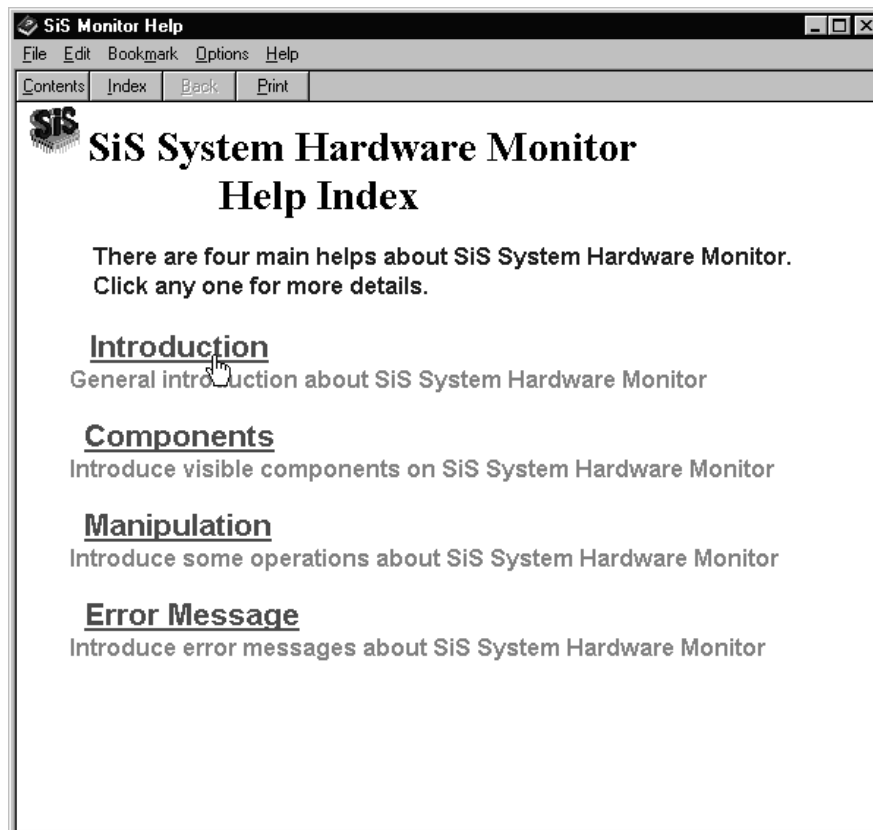 SiS Monitor Help
File Edit Bookmark Options Help
Contents Index Back Print
SiS
SiS System Hardware Monitor
Help Index
There are four main helps about SiS System Hardware Monitor.
Click any one for more details.
Introduction
General introduction about SiS System Hardware Monitor
Components
Introduce visible components on SiS System Hardware Monitor
Manipulation
Introduce some operations about SiS System Hardware Monitor
Error Message
Introduce error messages about SiS System Hardware Monitor